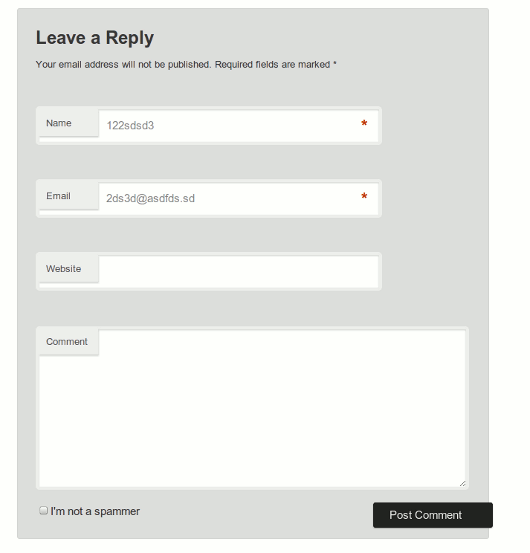 Leave a Reply
Your email address will not be published. Required fields are marked *
Name 122sdsd3 *
Email 2ds3d@asdfds.sd *
Website
Comment
I'm not a spammer Post Comment